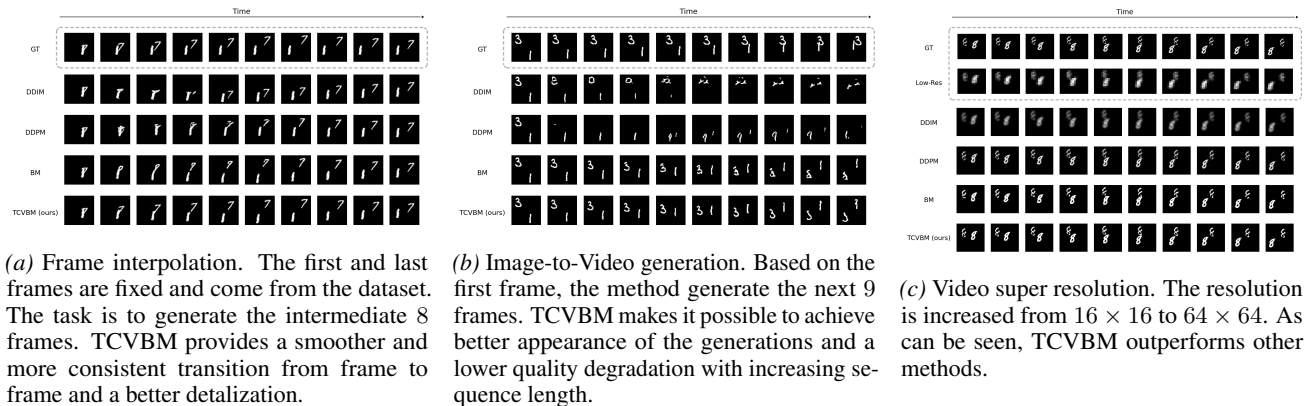 Time
GT
DDIM
DDPM
BM
TCVBM (ours)
(a) Frame interpolation. The first and last
frames are fixed and come from the dataset.
The task is to generate the intermediate 8
frames. TCVBM provides a smoother and
more consistent transition from frame to
frame and a better detalization.
Time
GT
DDIM
DDPM
BM
TCVBM (ours)
(b) Image-to-Video generation. Based on the
first frame, the method generate the next 9
frames. TCVBM makes it possible to achieve
better appearance of the generations and a
lower quality degradation with increasing se-
quence length.
Time
GT
Low-Res
DDIM
DDPM
BM
TCVBM (ours)
(c) Video super resolution. The resolution
is increased from 16 × 16 to 64 × 64. As
can be seen, TCVBM outperforms other
methods.